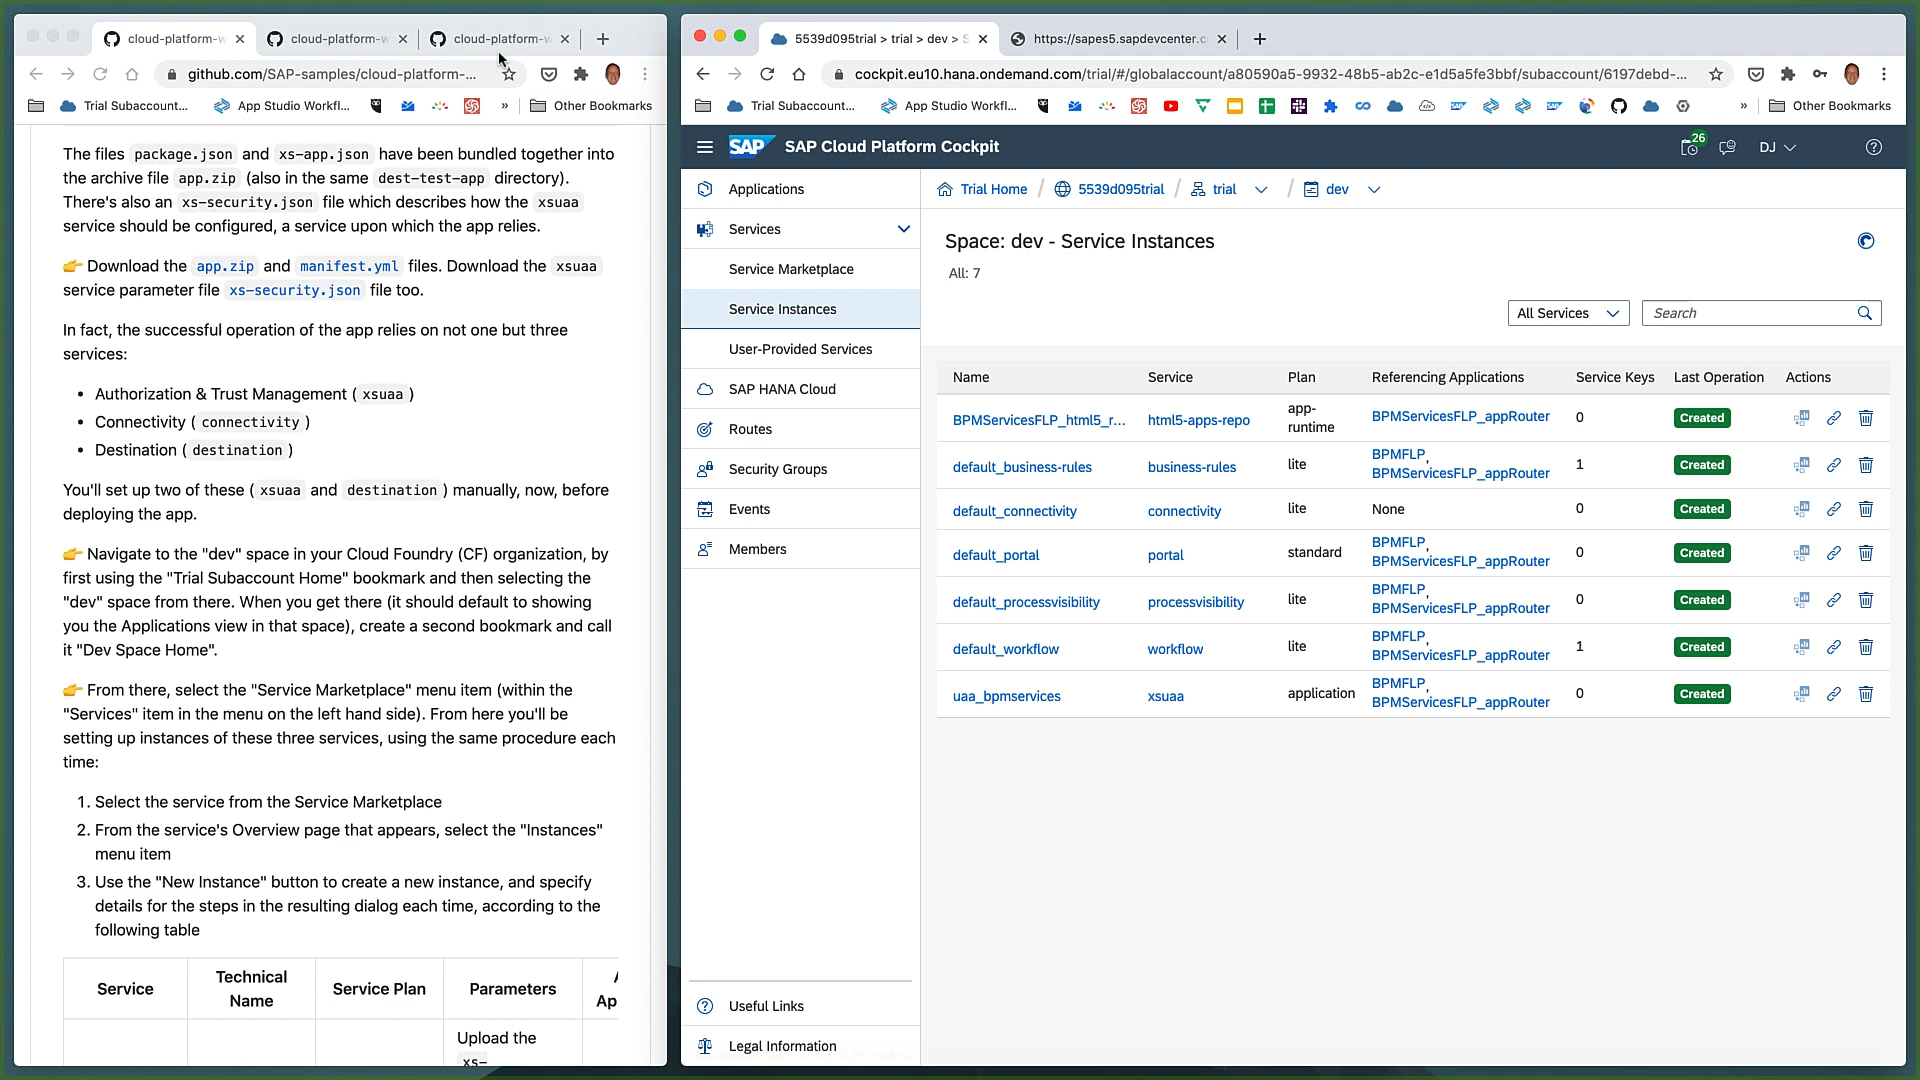 cloud-platform-w
cloud-platform-w
cloud-platform-w
github.com/SAP-samples/cloud-platform-...
Trial Subaccount...
App Studio Workfl...
»
Other Bookmarks
The files package.json and xs-app.json have been bundled together into
the archive file app.zip (also in the same dest-test-app directory).
There's also an xs-security.json file which describes how the xsuaa
service should be configured, a service upon which the app relies.
👉 Download the app.zip and manifest.yml files. Download the xsuaa
service parameter file xs-security.json file too.
In fact, the successful operation of the app relies on not one but three
services:
• Authorization & Trust Management ( xsuaa )
• Connectivity ( connectivity )
• Destination ( destination )
You'll set up two of these ( xsuaa and destination ) manually, now, before
deploying the app.
👉 Navigate to the "dev" space in your Cloud Foundry (CF) organization, by
first using the "Trial Subaccount Home" bookmark and then selecting the
"dev" space from there. When you get there (it should default to showing
you the Applications view in that space), create a second bookmark and call
it "Dev Space Home".
👉 From there, select the "Service Marketplace" menu item (within the
"Services" item in the menu on the left hand side). From here you'll be
setting up instances of these three services, using the same procedure each
time:
1. Select the service from the Service Marketplace
2. From the service's Overview page that appears, select the "Instances"
menu item
3. Use the "New Instance" button to create a new instance, and specify
details for the steps in the resulting dialog each time, according to the
following table
Service
Technical
Name
Service Plan
Parameters
Ap
Upload the
xs-
5539d095trial > trial > dev > S
https://sapes5.sapdevcenter.c
cockpit.eu10.hana.ondemand.com/trial/#/globalaccount/a80590a5-9932-48b5-ab2c-e1d5a5fe3bbf/subaccount/6197debd-...
Trial Subaccount...
App Studio Workfl...
»
Other Bookmarks
SAP
SAP Cloud Platform Cockpit
26
DJ
Applications
Services
Service Marketplace
Service Instances
User-Provided Services
SAP HANA Cloud
Routes
Security Groups
Events
Members
Useful Links
Legal Information
Trial Home / 5539d095trial / trial / dev
Space: dev - Service Instances
All: 7
All Services
Search
Name Service Plan Referencing Applications Service Keys Last Operation Actions
BPMServicesFLP_html5_r... html5-apps-repo app-runtime BPMServicesFLP_appRouter 0 Created
default_business-rules business-rules lite BPMFLP, BPMServicesFLP_appRouter 1 Created
default_connectivity connectivity lite None 0 Created
default_portal portal standard BPMFLP, BPMServicesFLP_appRouter 0 Created
default_processvisibility processvisibility lite BPMFLP, BPMServicesFLP_appRouter 0 Created
default_workflow workflow lite BPMFLP, BPMServicesFLP_appRouter 1 Created
uaa_bpmservices xsuaa application BPMFLP, BPMServicesFLP_appRouter 0 Created